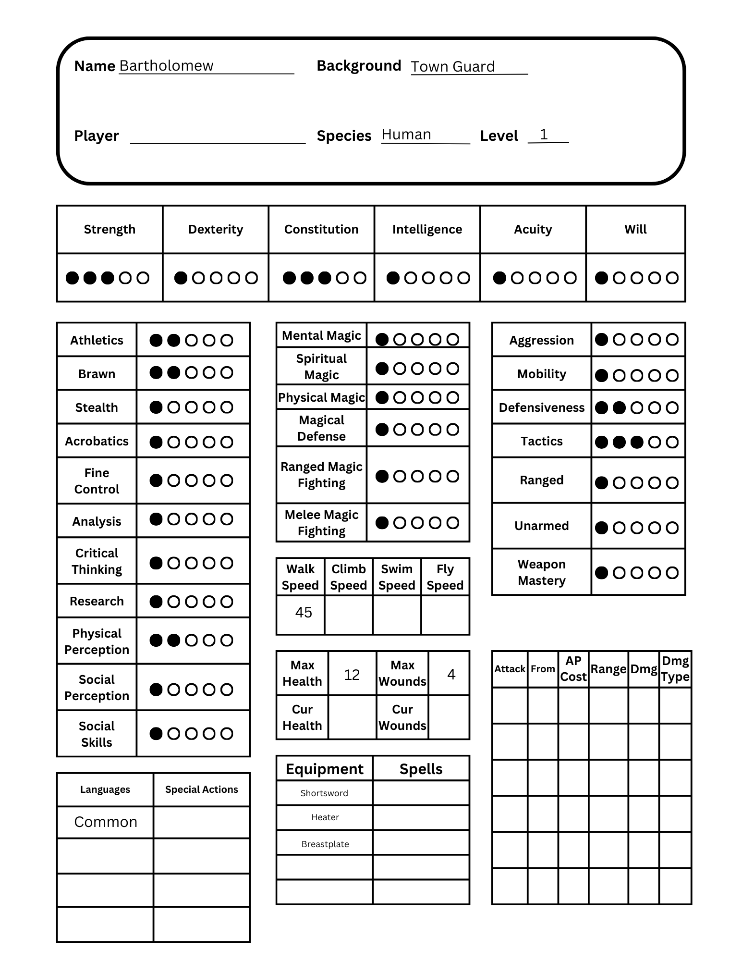 Name Bartholomew Background Town Guard
Player Species Human Level 1
Strength Dexterity Constitution Intelligence Acuity Will
Athletics
Brawn
Stealth
Acrobatics
Fine
Control
Analysis
Critical
Thinking
Research
Physical
Perception
Social
Perception
Social
Skills
Languages Special Actions
Common
Mental Magic
Spiritual
Magic
Physical Magic
Magical
Defense
Ranged Magic
Fighting
Melee Magic
Fighting
Walk Climb Swim Fly
Speed Speed Speed Speed
45
Max Max
Health 12 Wounds 4
Cur Cur
Health Wounds
Equipment Spells
Shortsword
Heater
Breastplate
Aggression
Mobility
Defensiveness
Tactics
Ranged
Unarmed
Weapon
Mastery
Attack From AP Cost Range Dmg Dmg Type